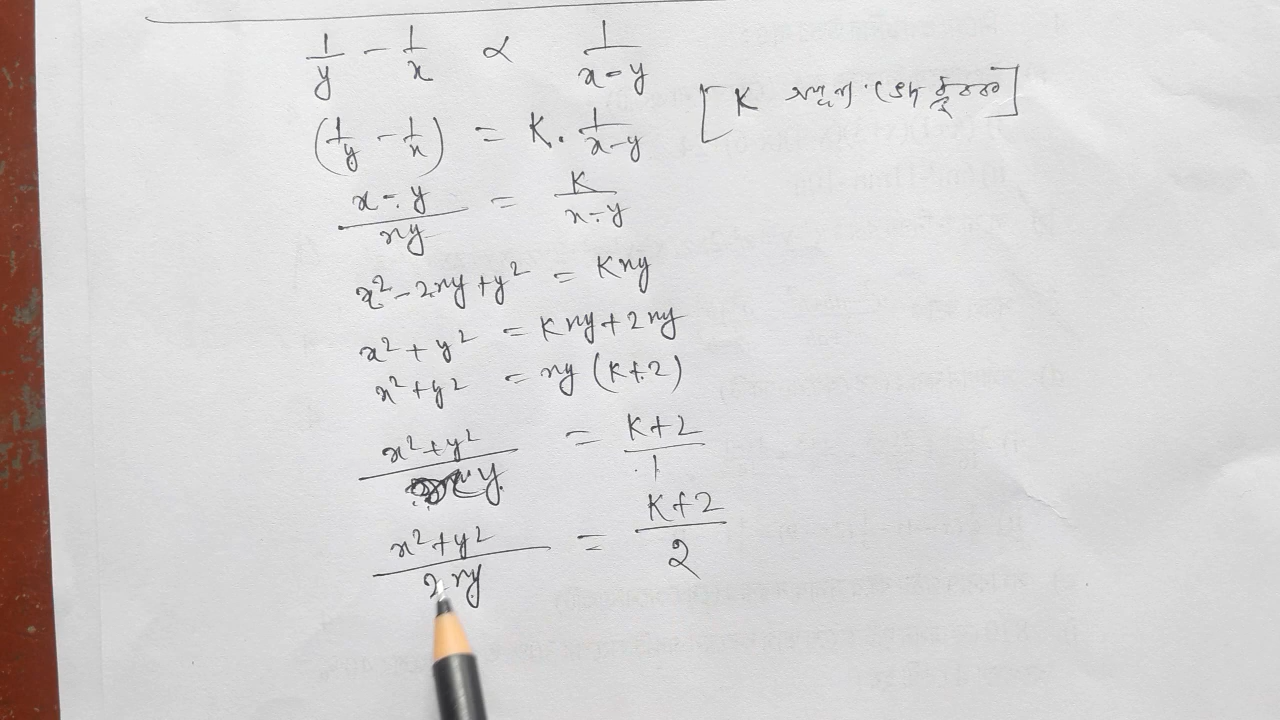 1/y - 1/x ∝ 1/(x-y)
(1/y - 1/x) = K. 1/(x-y) [K
(x-y)/xy = K/(x-y)
x² - 2xy + y² = Kxy
x² + y² = Kxy + 2xy
x² + y² = xy (K+2)
(x² + y²)/xy = (K+2)/1
(x² + y²)/2xy = (K+2)/2